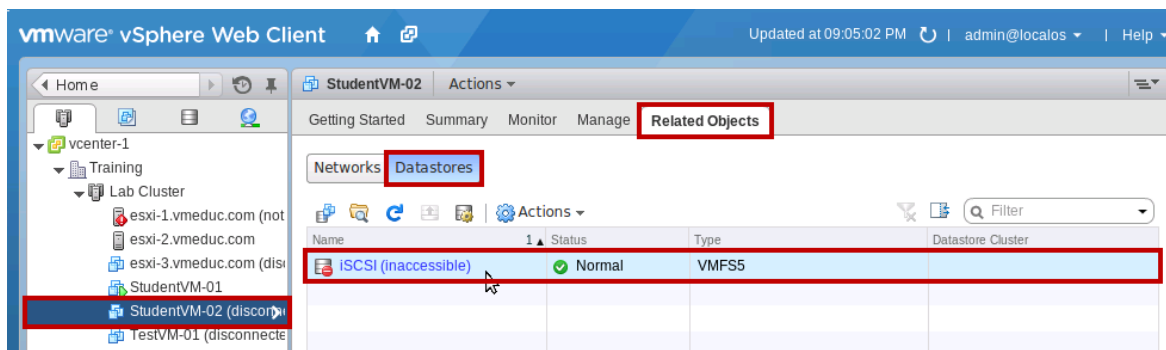 vmware® vSphere Web Client Updated at 09:05:02 PM | admin@localos | Help
Home StudentVM-02 Actions
Getting Started Summary Monitor Manage Related Objects
vcenter-1
Training Networks Datastores
Lab Cluster
esxi-1.vmeduc.com (not Actions Filter
esxi-2.vmeduc.com Name 1 Status Type Datastore Cluster
esxi-3.vmeduc.com (dis iSCSI (inaccessible) Normal VMFS5
StudentVM-01
StudentVM-02 (disconne
TestVM-01 (disconnecte